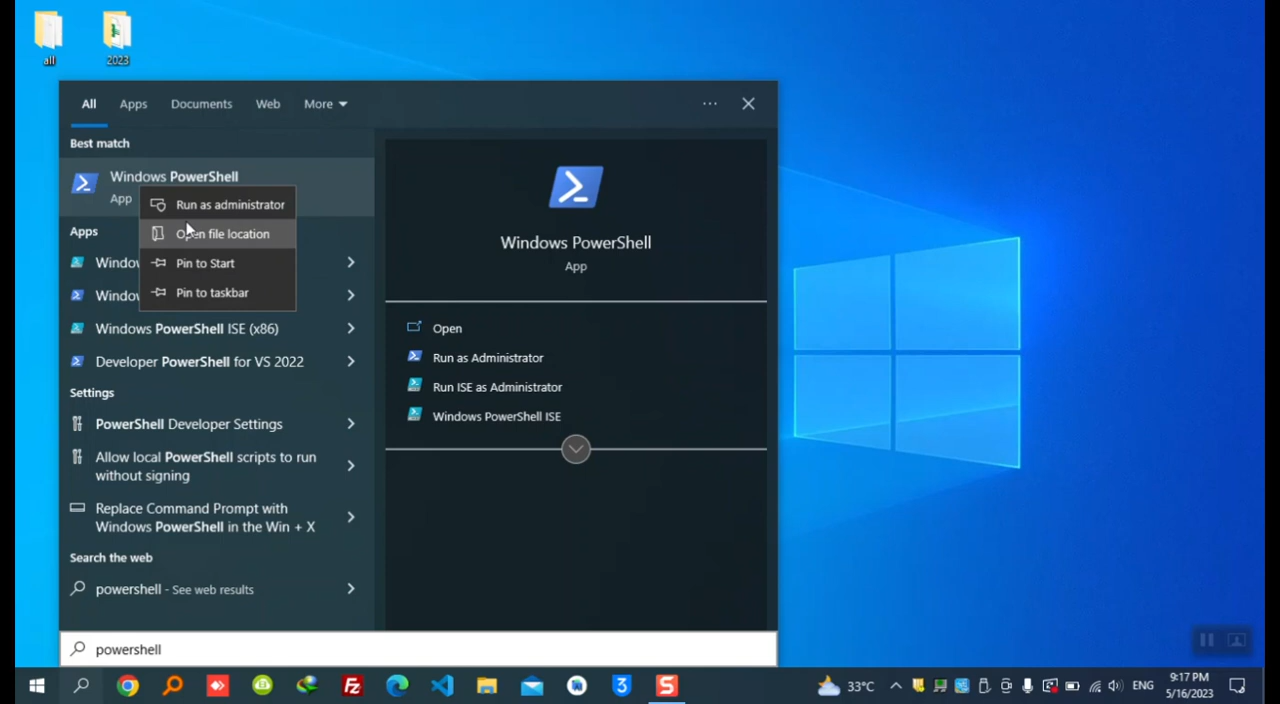 all
2023
All Apps Documents Web More
Best match
Windows PowerShell
App
Run as administrator
Open file location
Pin to Start
Pin to taskbar
Apps
Windows PowerShell ISE (x86)
Developer PowerShell for VS 2022
Settings
PowerShell Developer Settings
Allow local PowerShell scripts to run
without signing
Replace Command Prompt with
Windows PowerShell in the Win + X
Search the web
powershell - See web results
Windows PowerShell
App
Open
Run as Administrator
Run ISE as Administrator
Windows PowerShell ISE
powershell
33°C
ENG
9:17 PM
5/16/2023